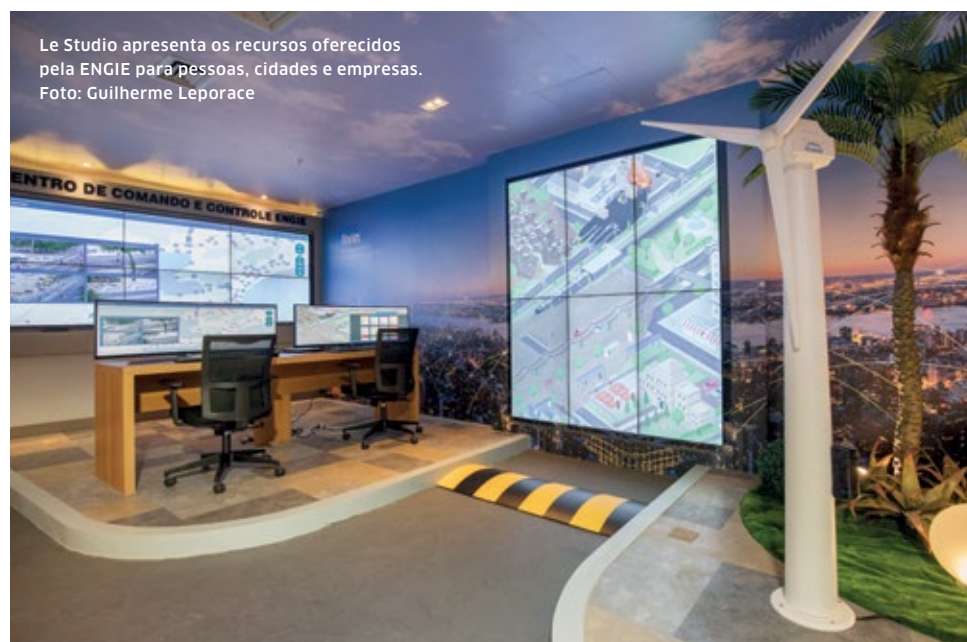 Le Studio apresenta os recursos oferecidos
pela ENGIE para pessoas, cidades e empresas.
Foto: Guilherme Leporace
ENTRO DE COMANDO E CONTROLE ENGIE